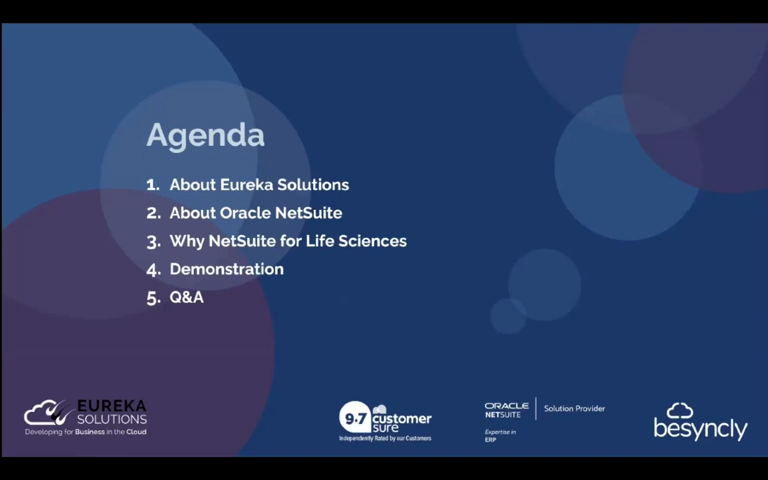 Agenda
1. About Eureka Solutions
2. About Oracle NetSuite
3. Why NetSuite for Life Sciences
4. Demonstration
5. Q&A
EUREKA
SOLUTIONS
Developing for Business in the Cloud
9.7 customer
sure
Independently Rated by our Customers
ORACLE
NETSUITE
Solution Provider
Expertise in
ERP
besyncly